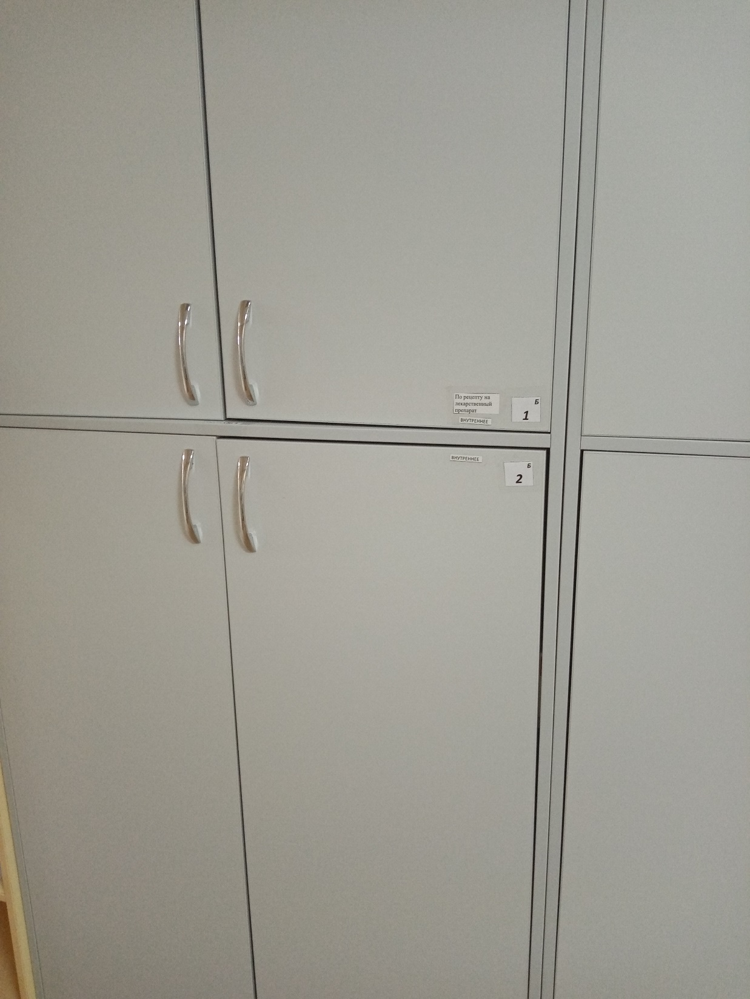 По рецепту на
лекарственный
препарат
ВНУТРЕННЕЕ
Б
1
ВНУТРЕННЕЕ
Б
2